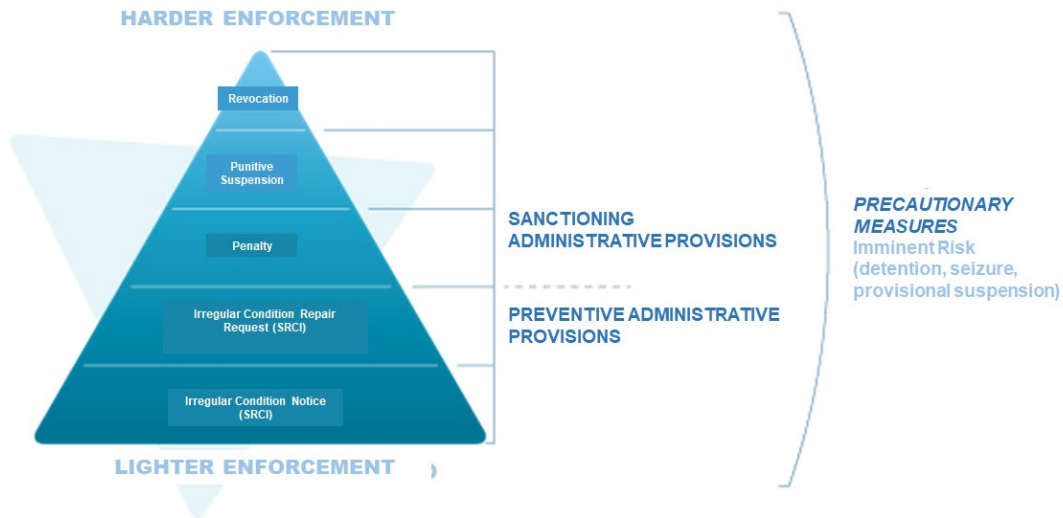 HARDER ENFORCEMENT
Revocation
Punitive
Suspension
Penalty
Irregular Condition Repair
Request (SRCI)
Irregular Condition Notice
(SRCI)
LIGHTER ENFORCEMENT
SANCTIONING
ADMINISTRATIVE PROVISIONS
PREVENTIVE ADMINISTRATIVE
PROVISIONS
PRECAUTIONARY
MEASURES
Imminent Risk
(detention, seizure,
provisional suspension)